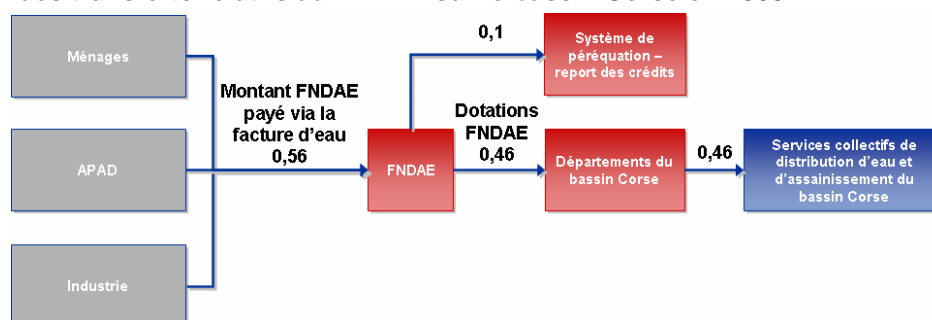 Ménages
APAD
Industrie
Montant FNDAE
payé via la
facture d'eau
0,56
FNDAE
0,1
Système de
péréquation –
report des crédits
Dotations
FNDAE
0,46
Départements du
bassin Corse
0,46
Services collectifs de
distribution d'eau et
d'assainissement du
bassin Corse